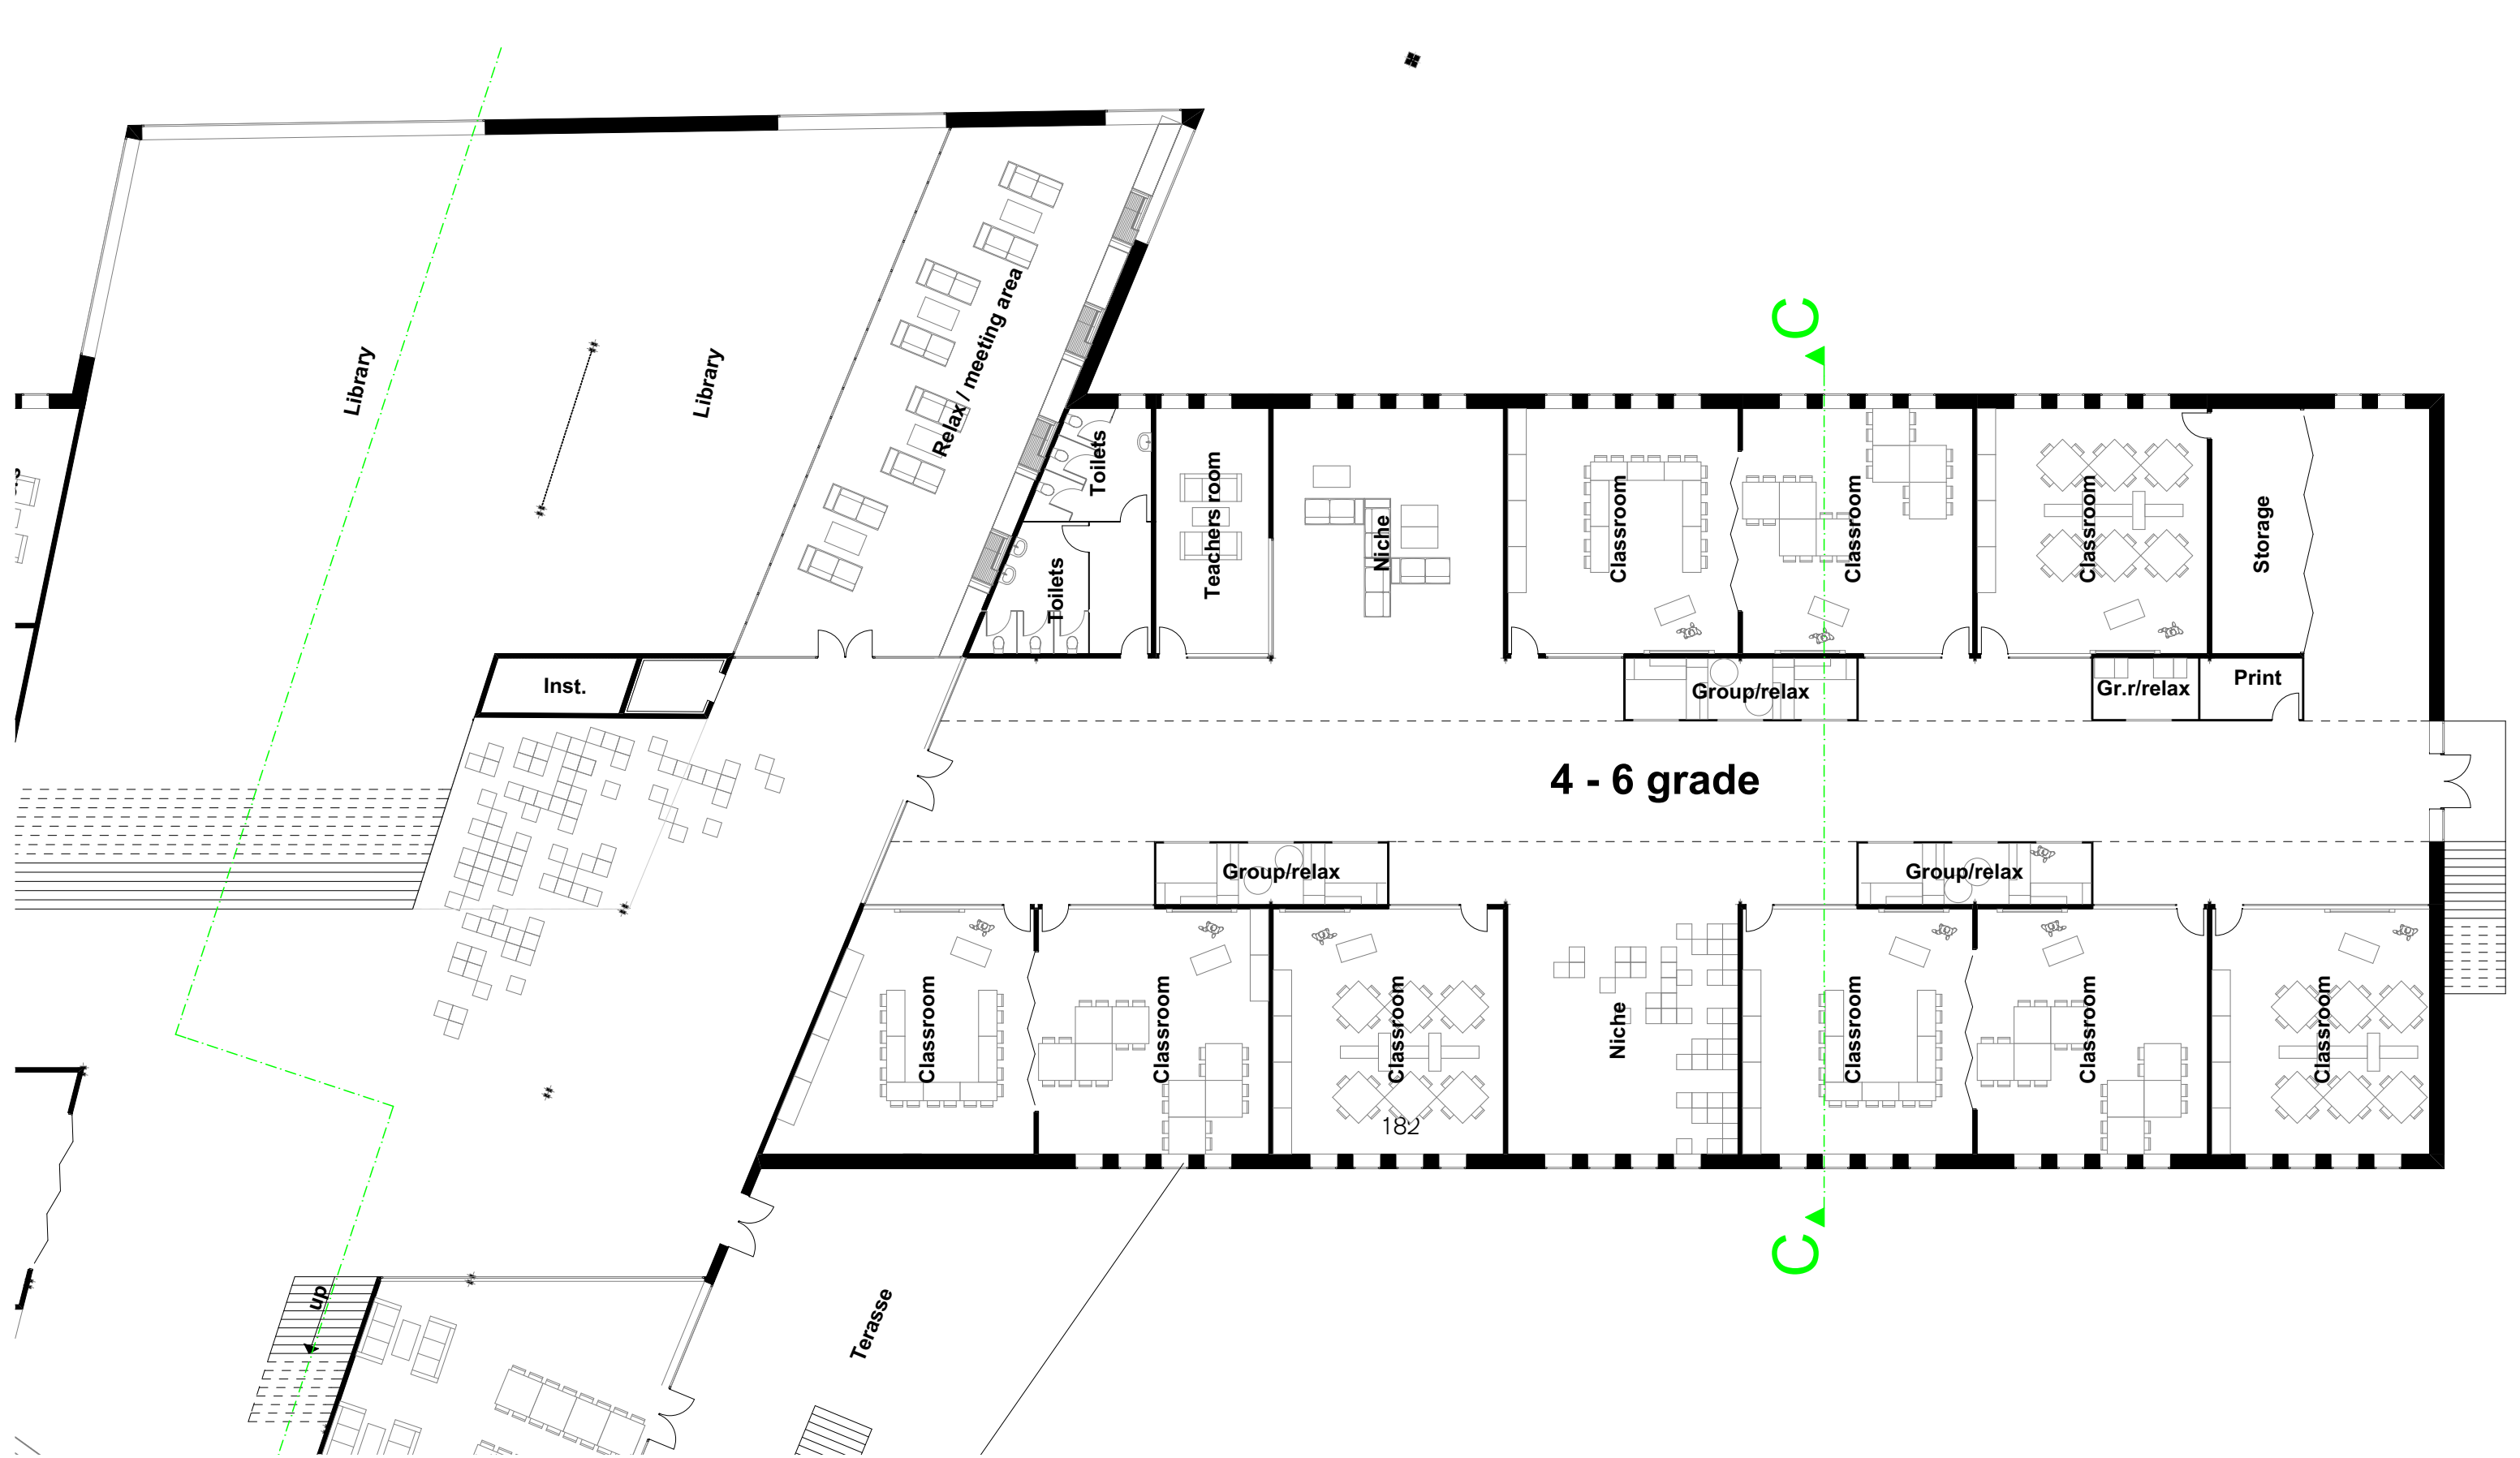 C
Library
Library
Relax / meeting area
Toilets
Toilets
Teachers room
Niche
Classroom
Classroom
Classroom
Storage
Inst.
Group/relax
Gr.r/relax
Print
4 - 6 grade
Group/relax
Group/relax
Classroom
Classroom
Classroom
182
Niche
Classroom
Classroom
Classroom
C
up
Terasse